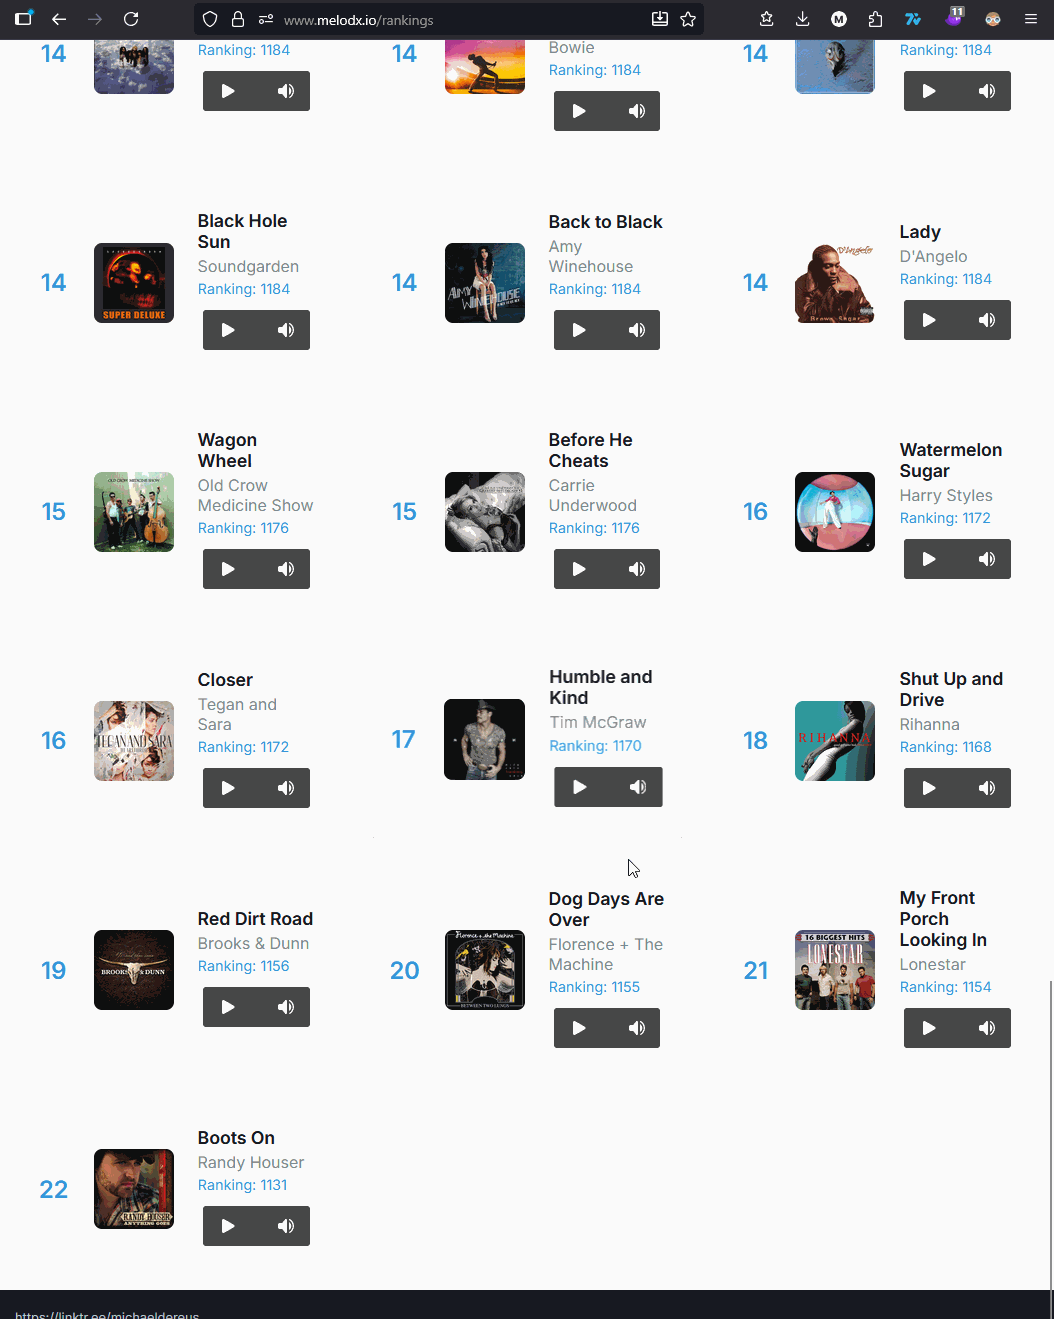 www.melodx.io/rankings
M
11
14
Ranking: 1184
14
Bowie
Ranking: 1184
14
Ranking: 1184
14
SUPER DELUXE
Black Hole
Sun
Soundgarden
Ranking: 1184
14
AMY WINEHOUSE
Back to Black
Amy
Winehouse
Ranking: 1184
14
D'Angelo
Brown Sugar
Lady
D'Angelo
Ranking: 1184
15
OLD CROW MEDICINE SHOW
Wagon
Wheel
Old Crow
Medicine Show
Ranking: 1176
15
Before He
Cheats
Carrie
Underwood
Ranking: 1176
16
Watermelon
Sugar
Harry Styles
Ranking: 1172
16
TEGAN AND SARA
Closer
Tegan and
Sara
Ranking: 1172
17
Humble and
Kind
Tim McGraw
Ranking: 1170
18
RIHANNA
Shut Up and
Drive
Rihanna
Ranking: 1168
19
BROOKS & DUNN
Red Dirt Road
Brooks & Dunn
Ranking: 1156
20
Florence + the Machine
BETWEEN TWO LUNGS
Dog Days Are
Over
Florence + The
Machine
Ranking: 1155
21
16 BIGGEST HITS
LONESTAR
My Front
Porch
Looking In
Lonestar
Ranking: 1154
22
RANDY HOUSER
ANYTHING GOES
Boots On
Randy Houser
Ranking: 1131
https://linktr.ee/michaeldereus